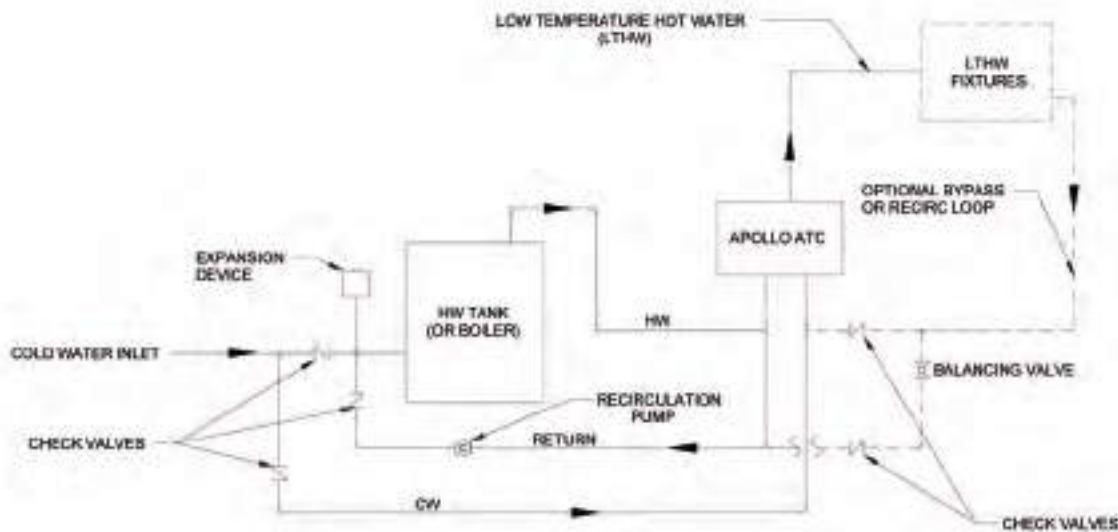 LOW TEMPERATURE HOT WATER
(LTHW)
LTHW
FIXTURES
OPTIONAL BYPASS
OR RECIRC LOOP
APOLLO ATC
EXPANSION
DEVICE
HW TANK
(OR BOILER)
HW
COLD WATER INLET
BALANCING VALVE
RECIRCULATION
PUMP
CHECK VALVES
RETURN
CW
CHECK VALVES